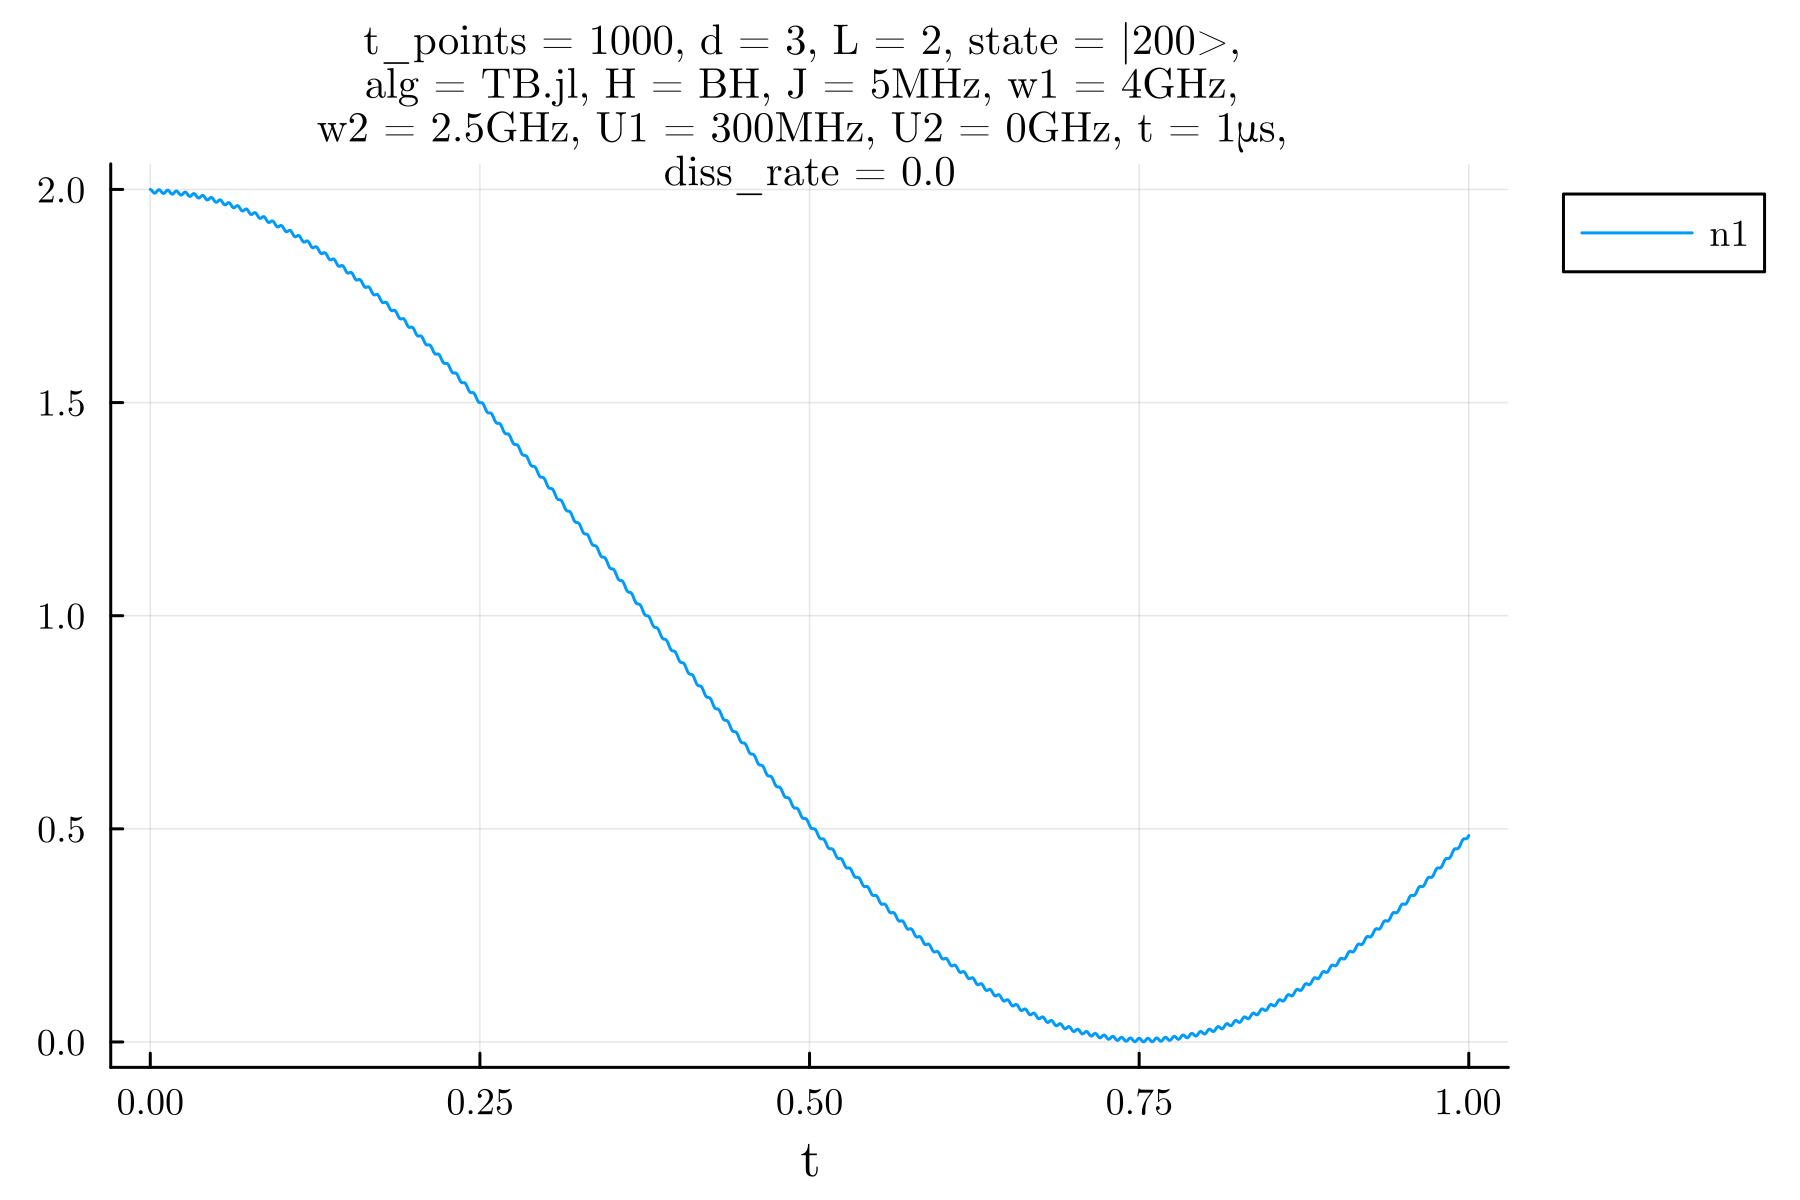 t_points = 1000, d = 3, L = 2, state = |200>,
alg = TB.jl, H = BH, J = 5MHz, w1 = 4GHz,
w2 = 2.5GHz, U1 = 300MHz, U2 = 0GHz, t = 1μs,
diss_rate = 0.0
2.0
1.5
1.0
0.5
0.0
0.00 0.25 0.50 0.75 1.00
t
n1